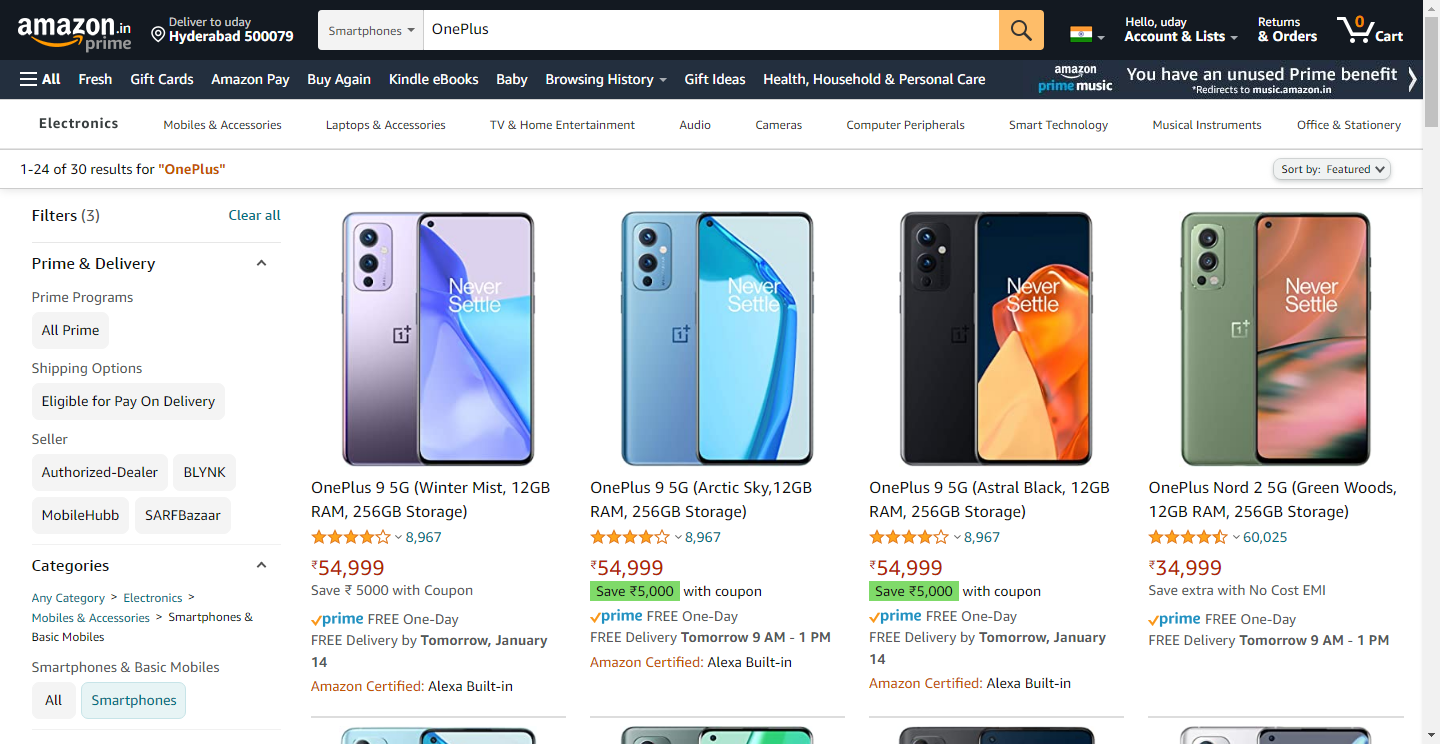 amazon.in
prime
Deliver to uday
Hyderabad 500079
Smartphones
OnePlus
Hello, uday
Account & Lists
Returns
& Orders
0
Cart
All
Fresh
Gift Cards
Amazon Pay
Buy Again
Kindle eBooks
Baby
Browsing History
Gift Ideas
Health, Household & Personal Care
amazon
prime music
You have an unused Prime benefit
*Redirects to music.amazon.in
Electronics
Mobiles & Accessories
Laptops & Accessories
TV & Home Entertainment
Audio
Cameras
Computer Peripherals
Smart Technology
Musical Instruments
Office & Stationery
1-24 of 30 results for "OnePlus"
Sort by: Featured
Filters (3)
Clear all
Prime & Delivery
Prime Programs
All Prime
Shipping Options
Eligible for Pay On Delivery
Seller
Authorized-Dealer
BLYNK
MobileHubb
SARFBazaar
Categories
Any Category > Electronics >
Mobiles & Accessories > Smartphones &
Basic Mobiles
Smartphones & Basic Mobiles
All
Smartphones
Never
Settle
OnePlus 9 5G (Winter Mist, 12GB
RAM, 256GB Storage)
8,967
₹54,999
Save ₹ 5000 with Coupon
prime FREE One-Day
FREE Delivery by Tomorrow, January
14
Amazon Certified: Alexa Built-in
Never
Settle
OnePlus 9 5G (Arctic Sky,12GB
RAM, 256GB Storage)
8,967
₹54,999
Save ₹5,000 with coupon
prime FREE One-Day
FREE Delivery Tomorrow 9 AM - 1 PM
Amazon Certified: Alexa Built-in
Never
Settle
OnePlus 9 5G (Astral Black, 12GB
RAM, 256GB Storage)
8,967
₹54,999
Save ₹5,000 with coupon
prime FREE One-Day
FREE Delivery by Tomorrow, January
14
Amazon Certified: Alexa Built-in
Never
Settle
OnePlus Nord 2 5G (Green Woods,
12GB RAM, 256GB Storage)
60,025
₹34,999
Save extra with No Cost EMI
prime FREE One-Day
FREE Delivery Tomorrow 9 AM - 1 PM